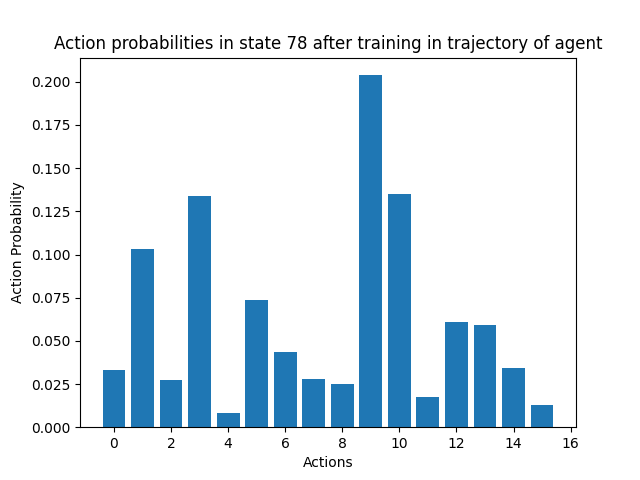 Action probabilities in state 78 after training in trajectory of agent
0.200
0.175
0.150
0.125
0.100
0.075
0.050
0.025
0.000
Action Probability
0 2 4 6 8 10 12 14 16
Actions